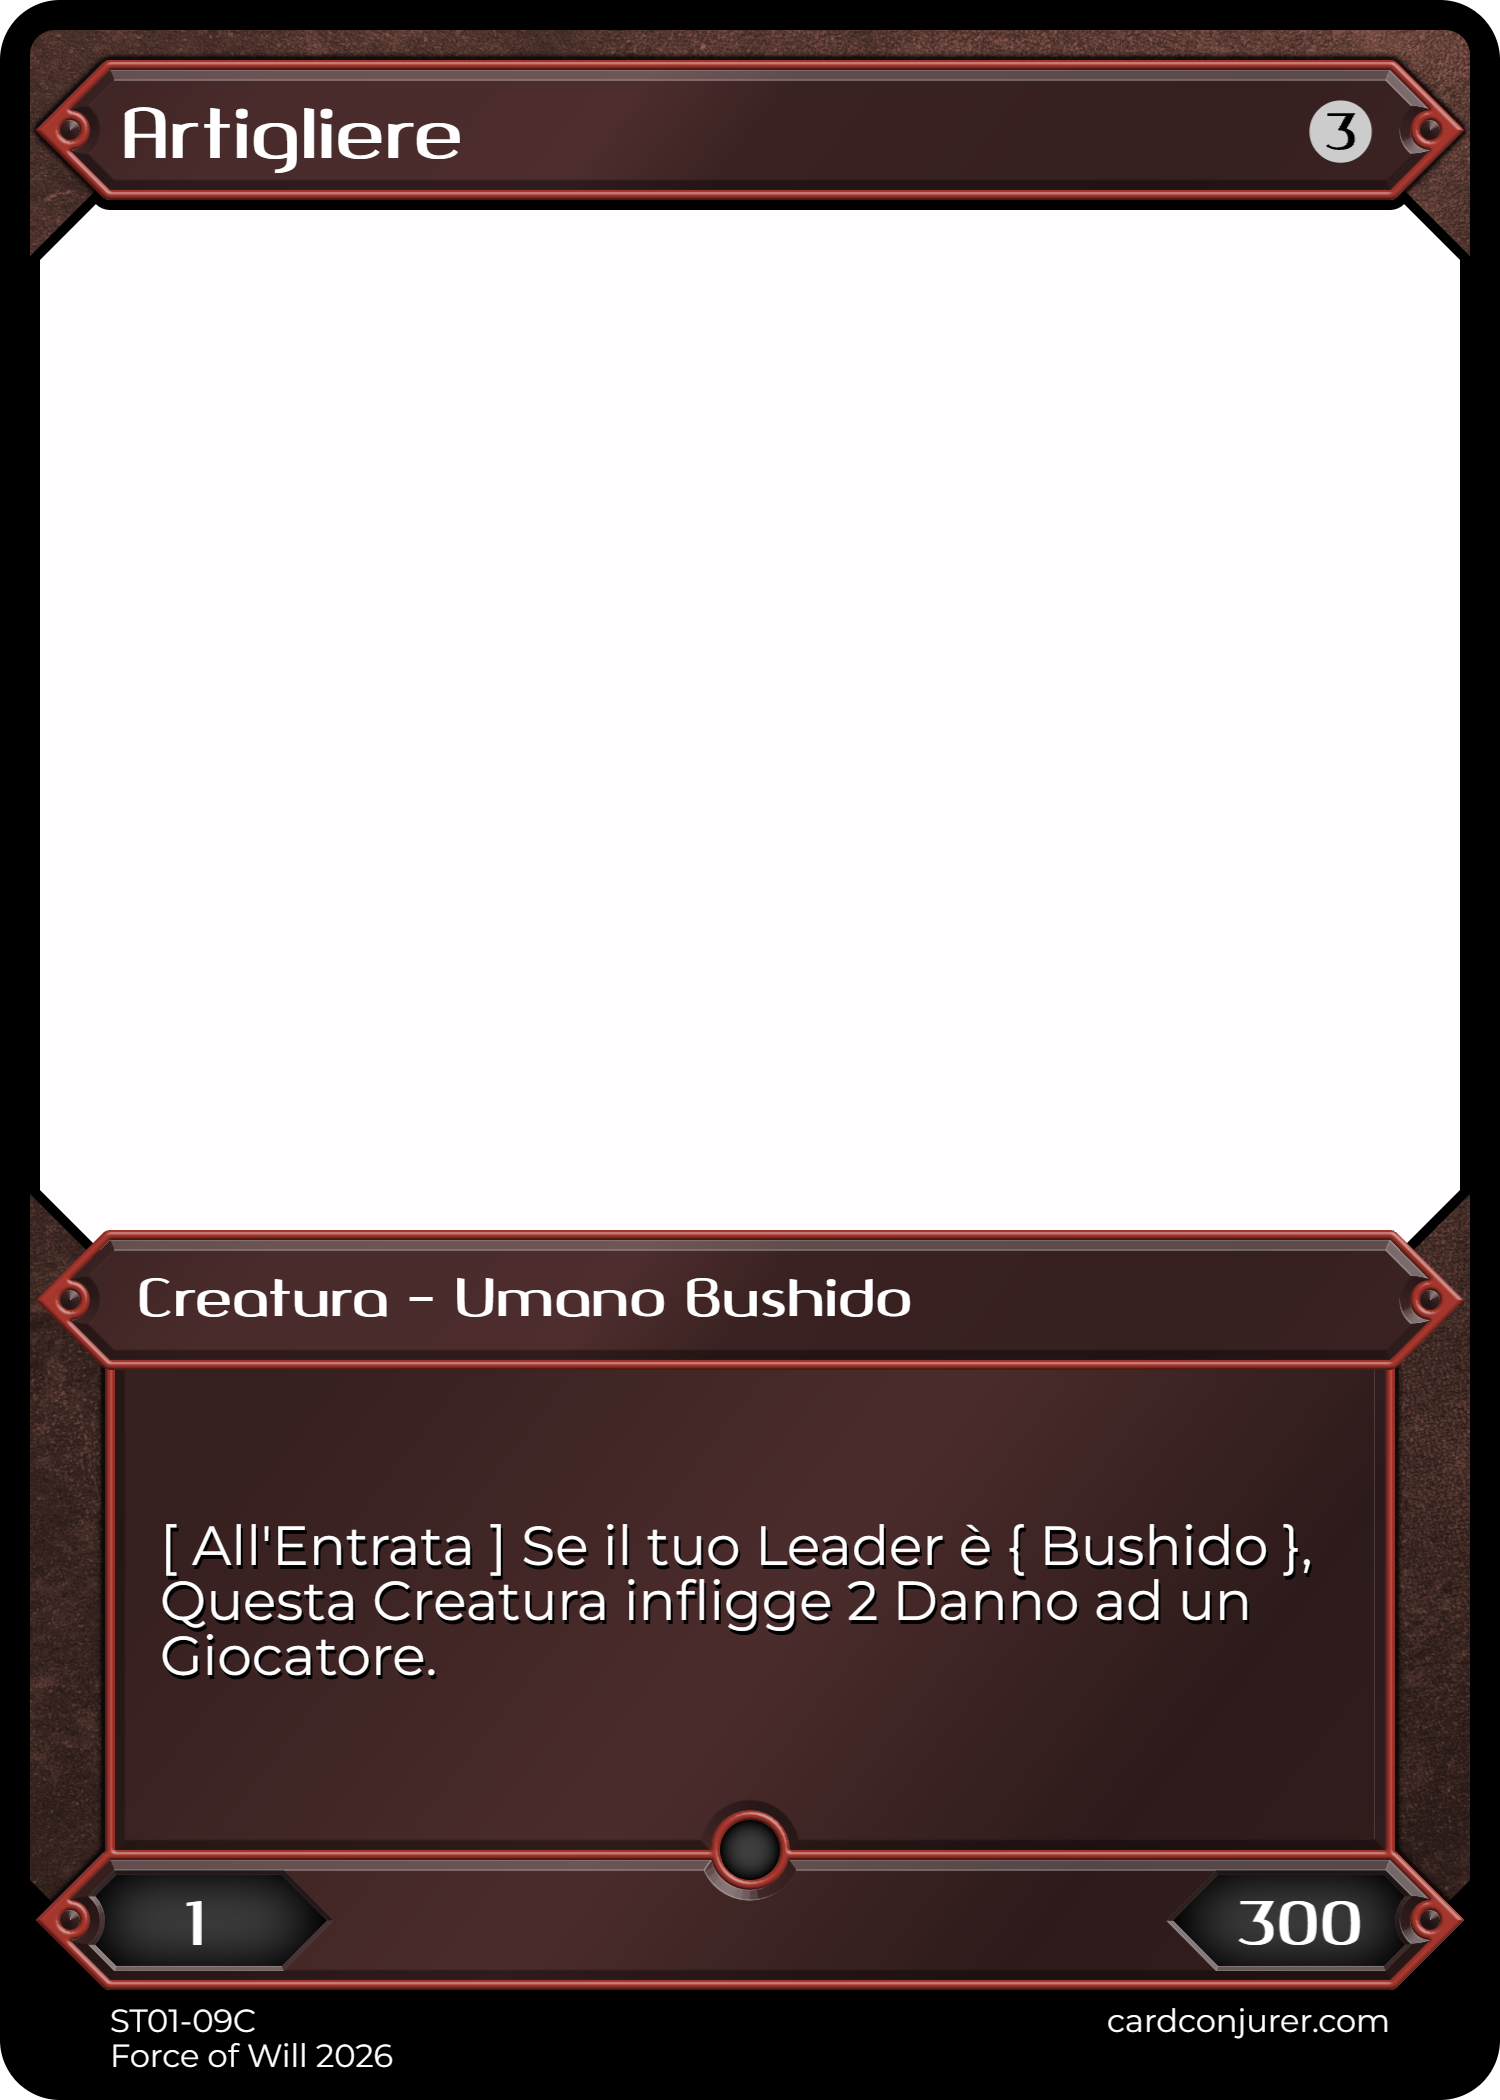 Artigliere
3
Creatura - Umano Bushido
[ All'Entrata ] Se il tuo Leader è { Bushido },
Questa Creatura infligge 2 Danno ad un
Giocatore.
1
300
ST01-09C
cardconjurer.com
Force of Will 2026